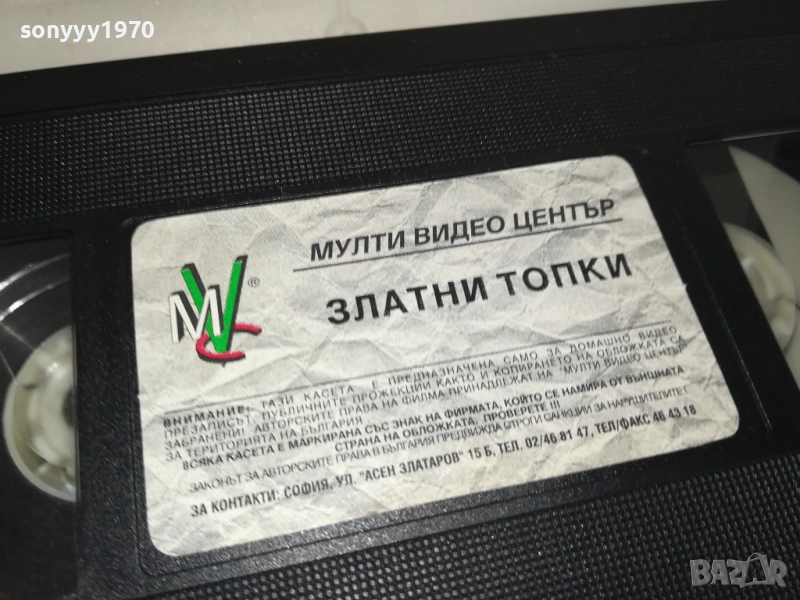 sonyyy1970
МУЛТИ ВИДЕО ЦЕНТЪР
ЗЛАТНИ ТОПКИ
MVC®
ВНИМАНИЕ: ТАЗИ КАСЕТА Е ПРЕДНАЗНАЧЕНА САМО ЗА ДОМАШНО ВИДЕО
ПРЕЗАПИСЪТ, ПУБЛИЧНИТЕ ПРОЖЕКЦИИ КАКТО И КОПИРАНЕТО НА ОБЛОЖКАТА СА
ЗАБРАНЕНИ! АВТОРСКИТЕ ПРАВА НА ФИЛМА ПРИНАДЛЕЖАТ НА "МУЛТИ ВИДЕО ЦЕНТЪР"
ЗА ТЕРИТОРИЯТА НА БЪЛГАРИЯ
ВСЯКА КАСЕТА Е МАРКИРАНА СЪС ЗНАК НА ФИРМАТА, КОЙТО СЕ НАМИРА ОТ ВЪНШНАТА
СТРАНА НА ОБЛОЖКАТА, ПРОВЕРЕТЕ !!!
ЗАКОНЪТ ЗА АВТОРСКИТЕ ПРАВА В БЪЛГАРИЯ ПРЕДВИЖДА СТРОГИ САНКЦИИ ЗА НАРУШИТЕЛИТЕ!
ЗА КОНТАКТИ: СОФИЯ, УЛ. "АСЕН ЗЛАТАРОВ" 15 Б, ТЕЛ. 02/46 81 47, ТЕЛ/ФАКС 46 43 18
BAZAR